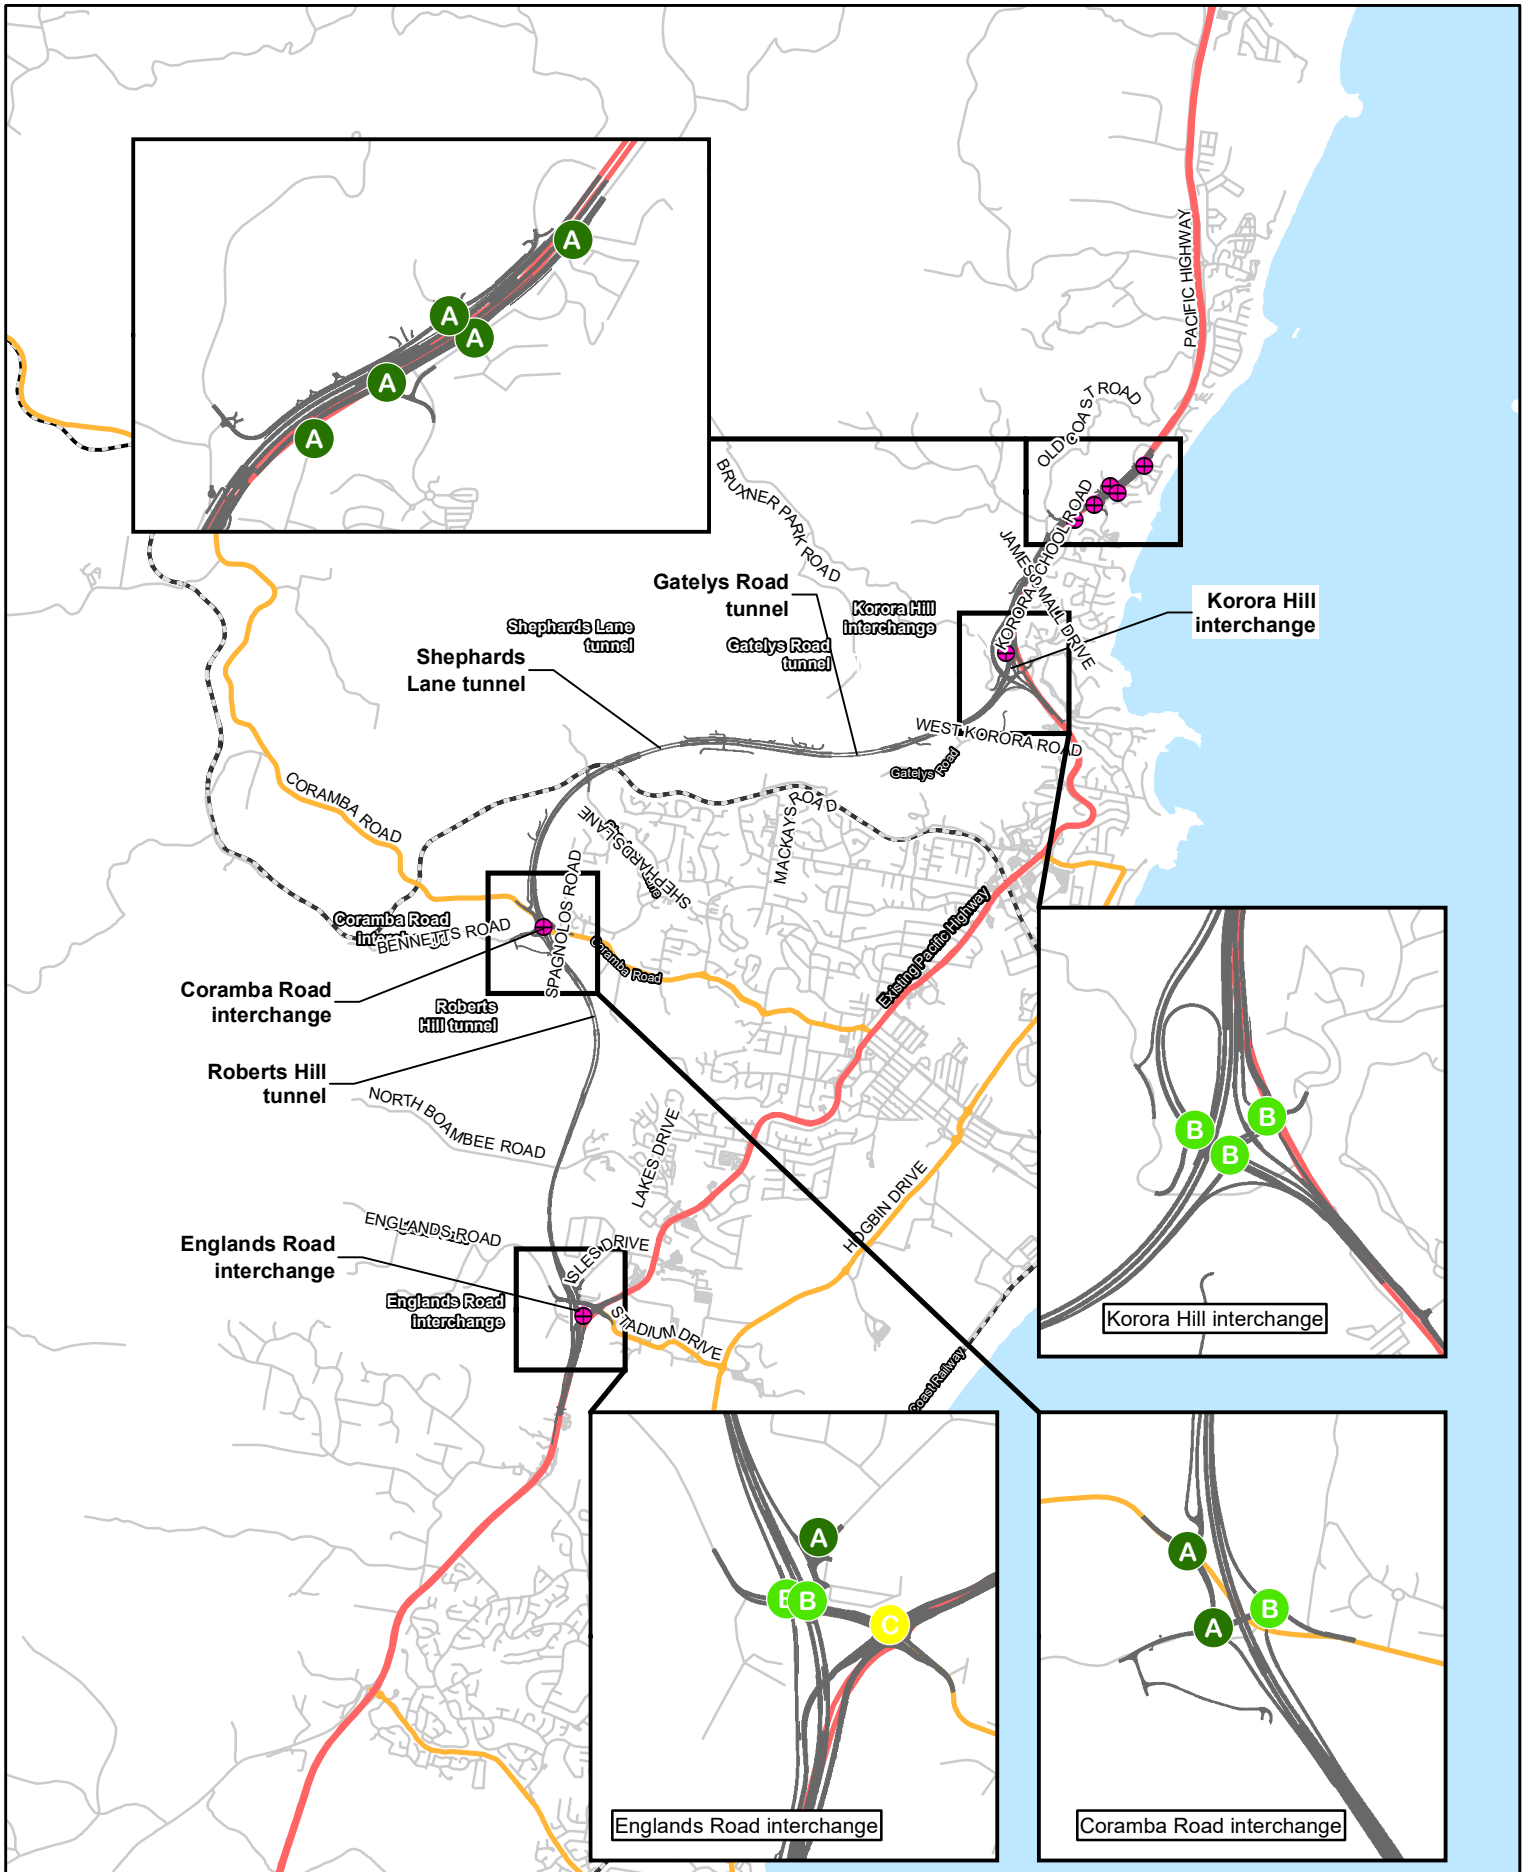 A
A
A
A
A
PACIFIC HIGHWAY
OLD COAST ROAD
BRUXNER PARK ROAD
KORORA SCHOOL ROAD
JAMES SMALL DRIVE
Gatelys Road
tunnel
Korora Hill
interchange
Korora Hill
interchange
Shephards Lane
tunnel
Gatelys Road
tunnel
Shephards
Lane tunnel
WEST KORORA ROAD
Gatelys Road
CORAMBA ROAD
MACKAYS ROAD
SHEPHARDS LANE
SPAGNOLOS ROAD
Existing Pacific Highway
Coramba Road
BENNETTS ROAD
Coramba Road
Coramba Road
interchange
Roberts
Hill tunnel
Roberts Hill
tunnel
NORTH BOAMBEE ROAD
LAKES DRIVE
HOGBIN DRIVE
B
B
B
Korora Hill interchange
ENGLANDS ROAD
Englands Road
interchange
ISLES DRIVE
Englands Road
interchange
STADIUM DRIVE
Coast Railway
A
B
C
Englands Road interchange
A
B
A
Coramba Road interchange